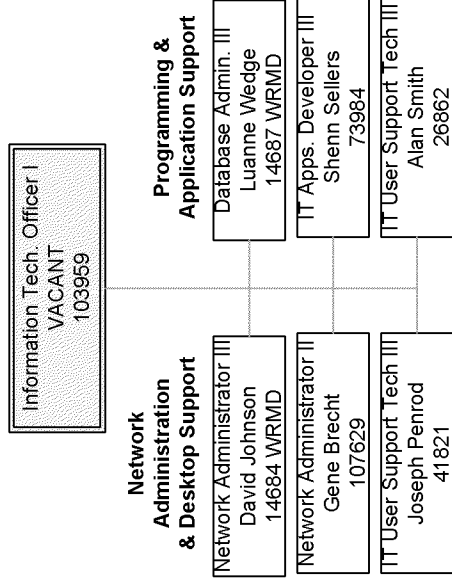 Information Tech. Officer I
VACANT
103959
Network
Administration
& Desktop Support
Network Administrator III
David Johnson
14684 WRMD
Network Administrator II
Gene Brecht
107629
IT User Support Tech III
Joseph Penrod
41821
Programming &
Application Support
Database Admin. III
Luanne Wedge
14687 WRMD
IT Apps. Developer III
Shenn Sellers
73984
IT User Support Tech III
Alan Smith
26862